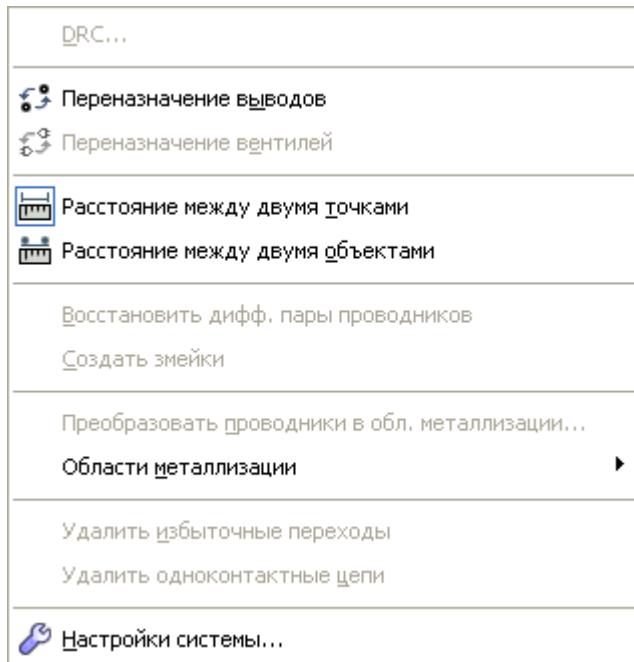 DRC...
Переназначение выводов
Переназначение вентилей
Расстояние между двумя точками
Расстояние между двумя объектами
Восстановить дифф. пары проводников
Создать змейки
Преобразовать проводники в обл. металлизации...
Области металлизации
Удалить избыточные переходы
Удалить одноконтактные цепи
Настройки системы...